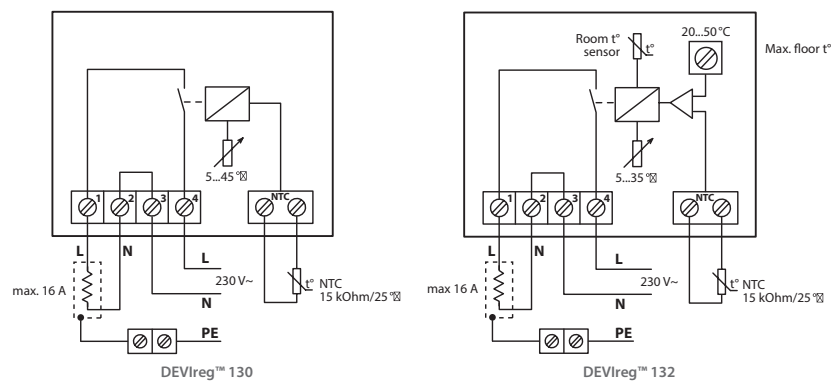 1
2
3
4
NTC
5...45 °
L
N
L
N
230 V~
max. 16 A
t° NTC
15 kOhm/25 °
PE
DEVIreg™ 130
Room t°
sensor
t°
20...50 °C
Max. floor t°
5...35 °
1
2
3
4
NTC
L
N
L
N
230 V~
max. 16 A
t° NTC
15 kOhm/25 °
PE
DEVIreg™ 132